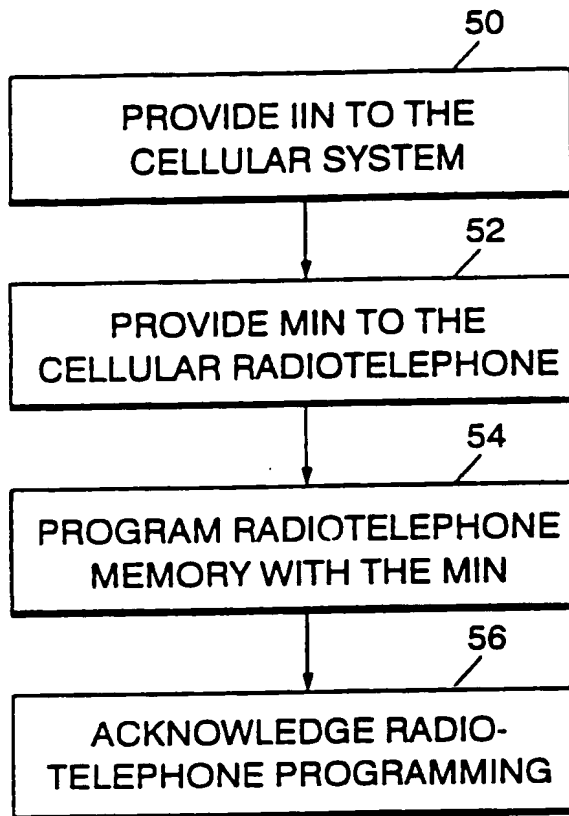 50
PROVIDE IIN TO THE
CELLULAR SYSTEM
52
PROVIDE MIN TO THE
CELLULAR RADIOTELEPHONE
54
PROGRAM RADIOTELEPHONE
MEMORY WITH THE MIN
56
ACKNOWLEDGE RADIO-
TELEPHONE PROGRAMMING